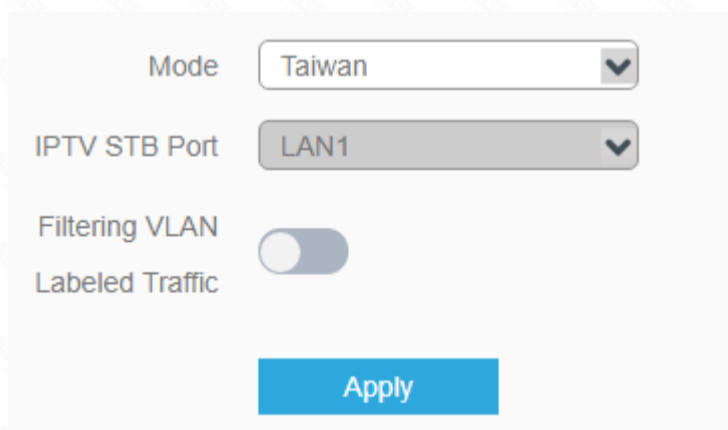 Mode Taiwan
IPTV STB Port LAN1
Filtering VLAN
Labeled Traffic
Apply